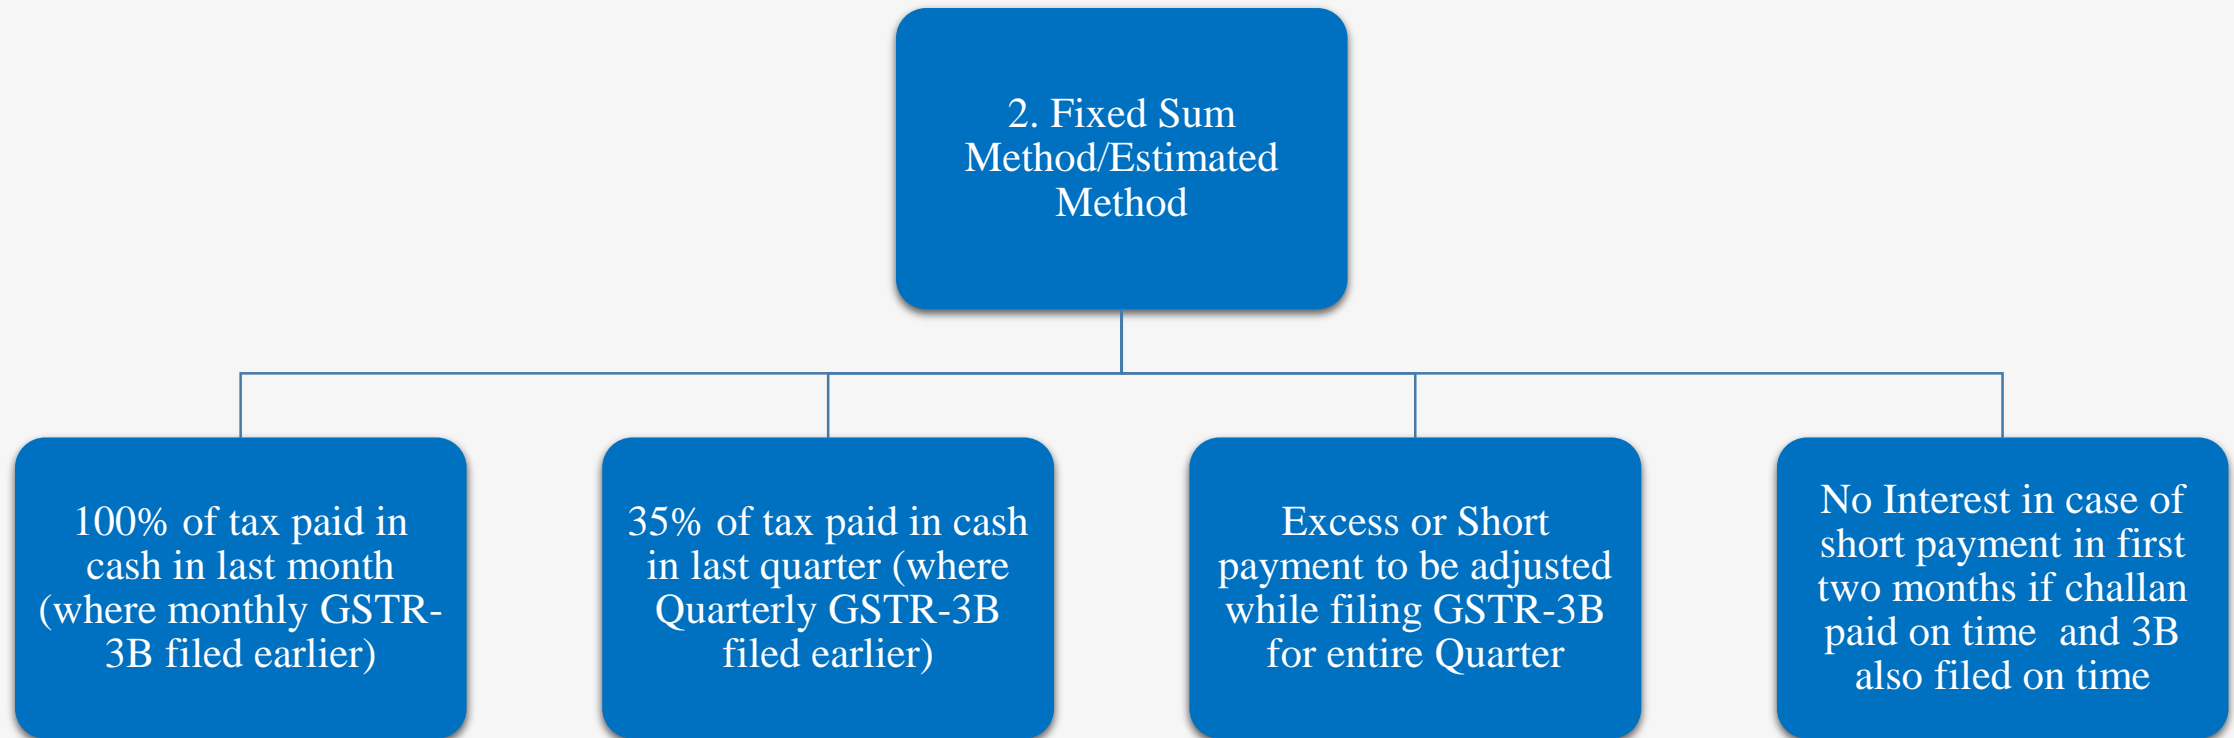 2. Fixed Sum
Method/Estimated
Method
100% of tax paid in
cash in last month
(where monthly GSTR-
3B filed earlier)
35% of tax paid in cash
in last quarter (where
Quarterly GSTR-3B
filed earlier)
Excess or Short
payment to be adjusted
while filing GSTR-3B
for entire Quarter
No Interest in case of
short payment in first
two months if challan
paid on time  and 3B
also filed on time